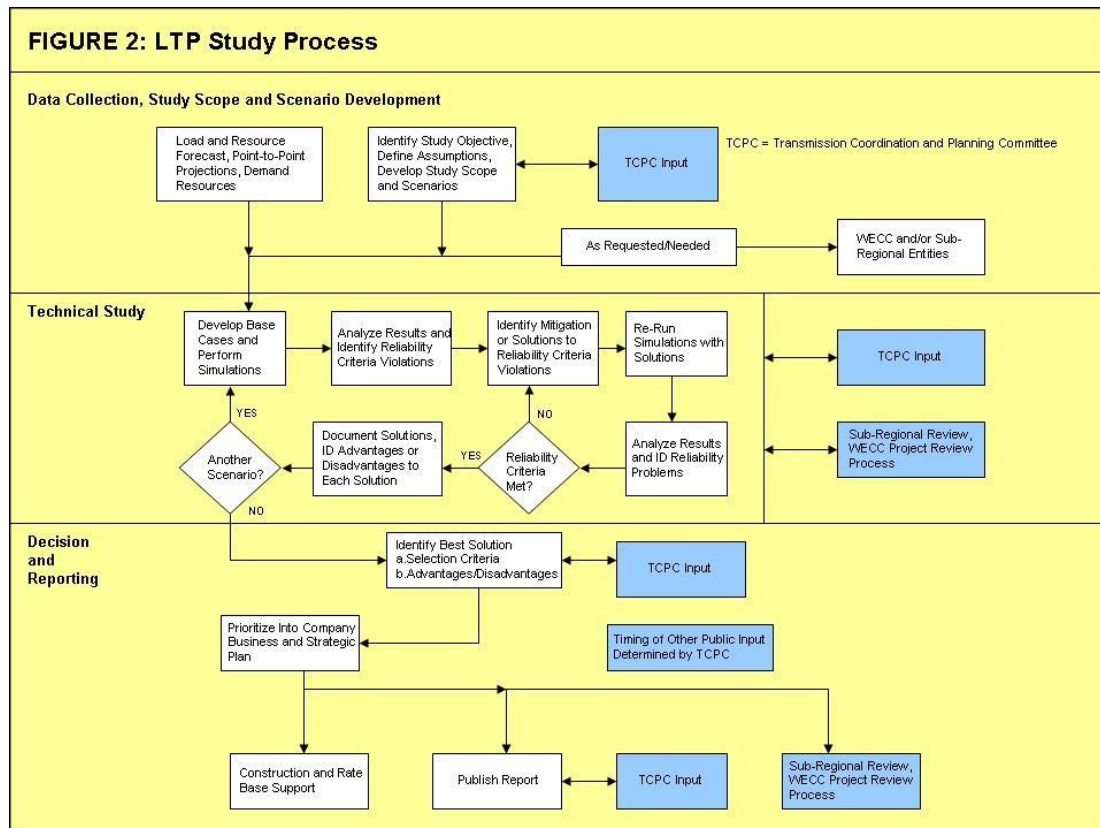 FIGURE 2: LTP Study Process
Data Collection, Study Scope and Scenario Development
Load and Resource
Forecast, Point-to-Point
Projections, Demand
Resources
Identify Study Objective,
Define Assumptions,
Develop Study Scope
and Scenarios
TCPC Input
TCPC = Transmission Coordination and Planning Committee
As Requested/Needed
WECC and/or Sub-
Regional Entities
Technical Study
Develop Base
Cases and
Perform
Simulations
Analyze Results and
Identify Reliability
Criteria Violations
Identify Mitigation
or Solutions to
Reliability Criteria
Violations
Re-Run
Simulations with
Solutions
TCPC Input
YES
NO
Another
Scenario?
Document Solutions,
ID Advantages or
Disadvantages to
Each Solution
YES
Reliability
Criteria
Met?
Analyze Results
and ID Reliability
Problems
Sub-Regional Review,
WECC Project Review
Process
NO
Decision
and
Reporting
Identify Best Solution
a.Selection Criteria
b.Advantages/Disadvantages
TCPC Input
Prioritize Into Company
Business and Strategic
Plan
Timing of Other Public Input
Determined by TCPC
Construction and Rate
Base Support
Publish Report
TCPC Input
Sub-Regional Review,
WECC Project Review
Process